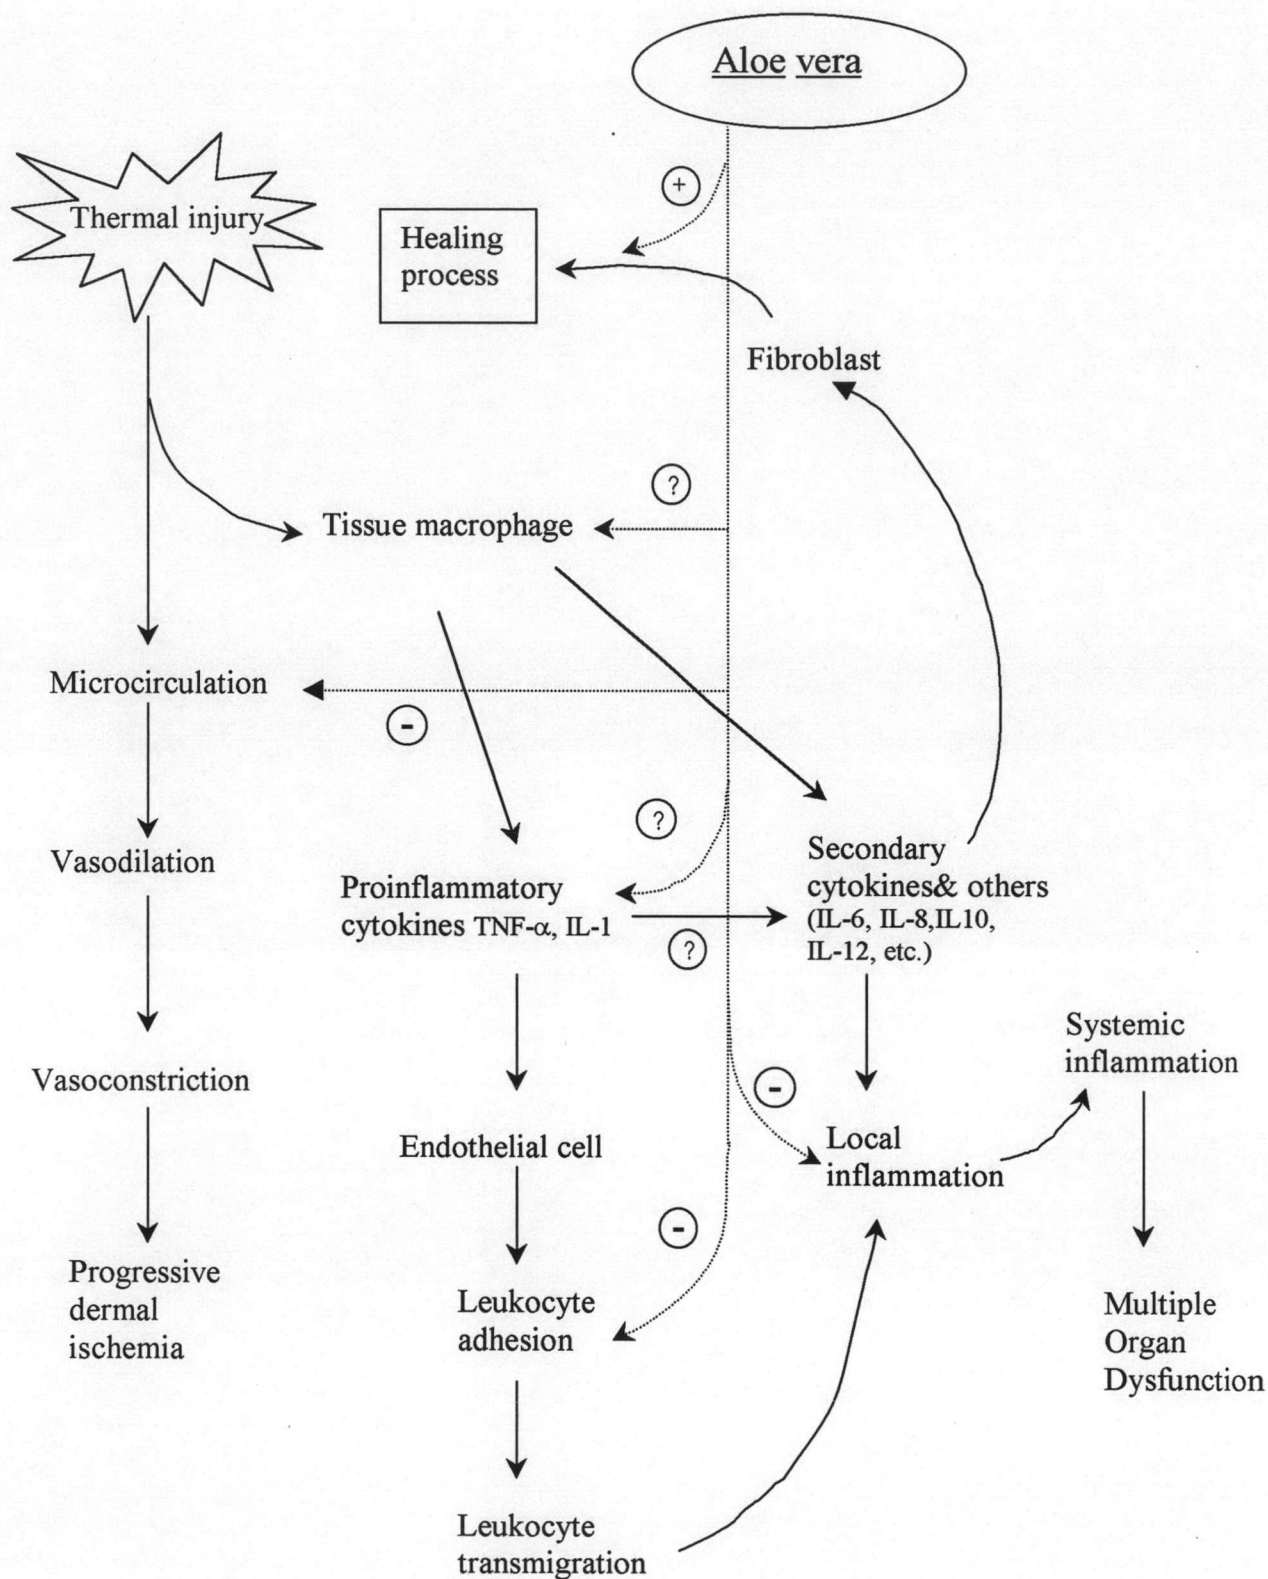 Aloe vera
+
Thermal injury
Healing
process
Fibroblast
?
Tissue macrophage
Microcirculation
-
?
Vasodilation
Proinflammatory
cytokines TNF-α, IL-1
?
Secondary
cytokines& others
(IL-6, IL-8,IL10,
IL-12, etc.)
Systemic
inflammation
Vasoconstriction
-
Endothelial cell
Local
inflammation
-
Progressive
dermal
ischemia
Leukocyte
adhesion
Multiple
Organ
Dysfunction
Leukocyte
transmigration